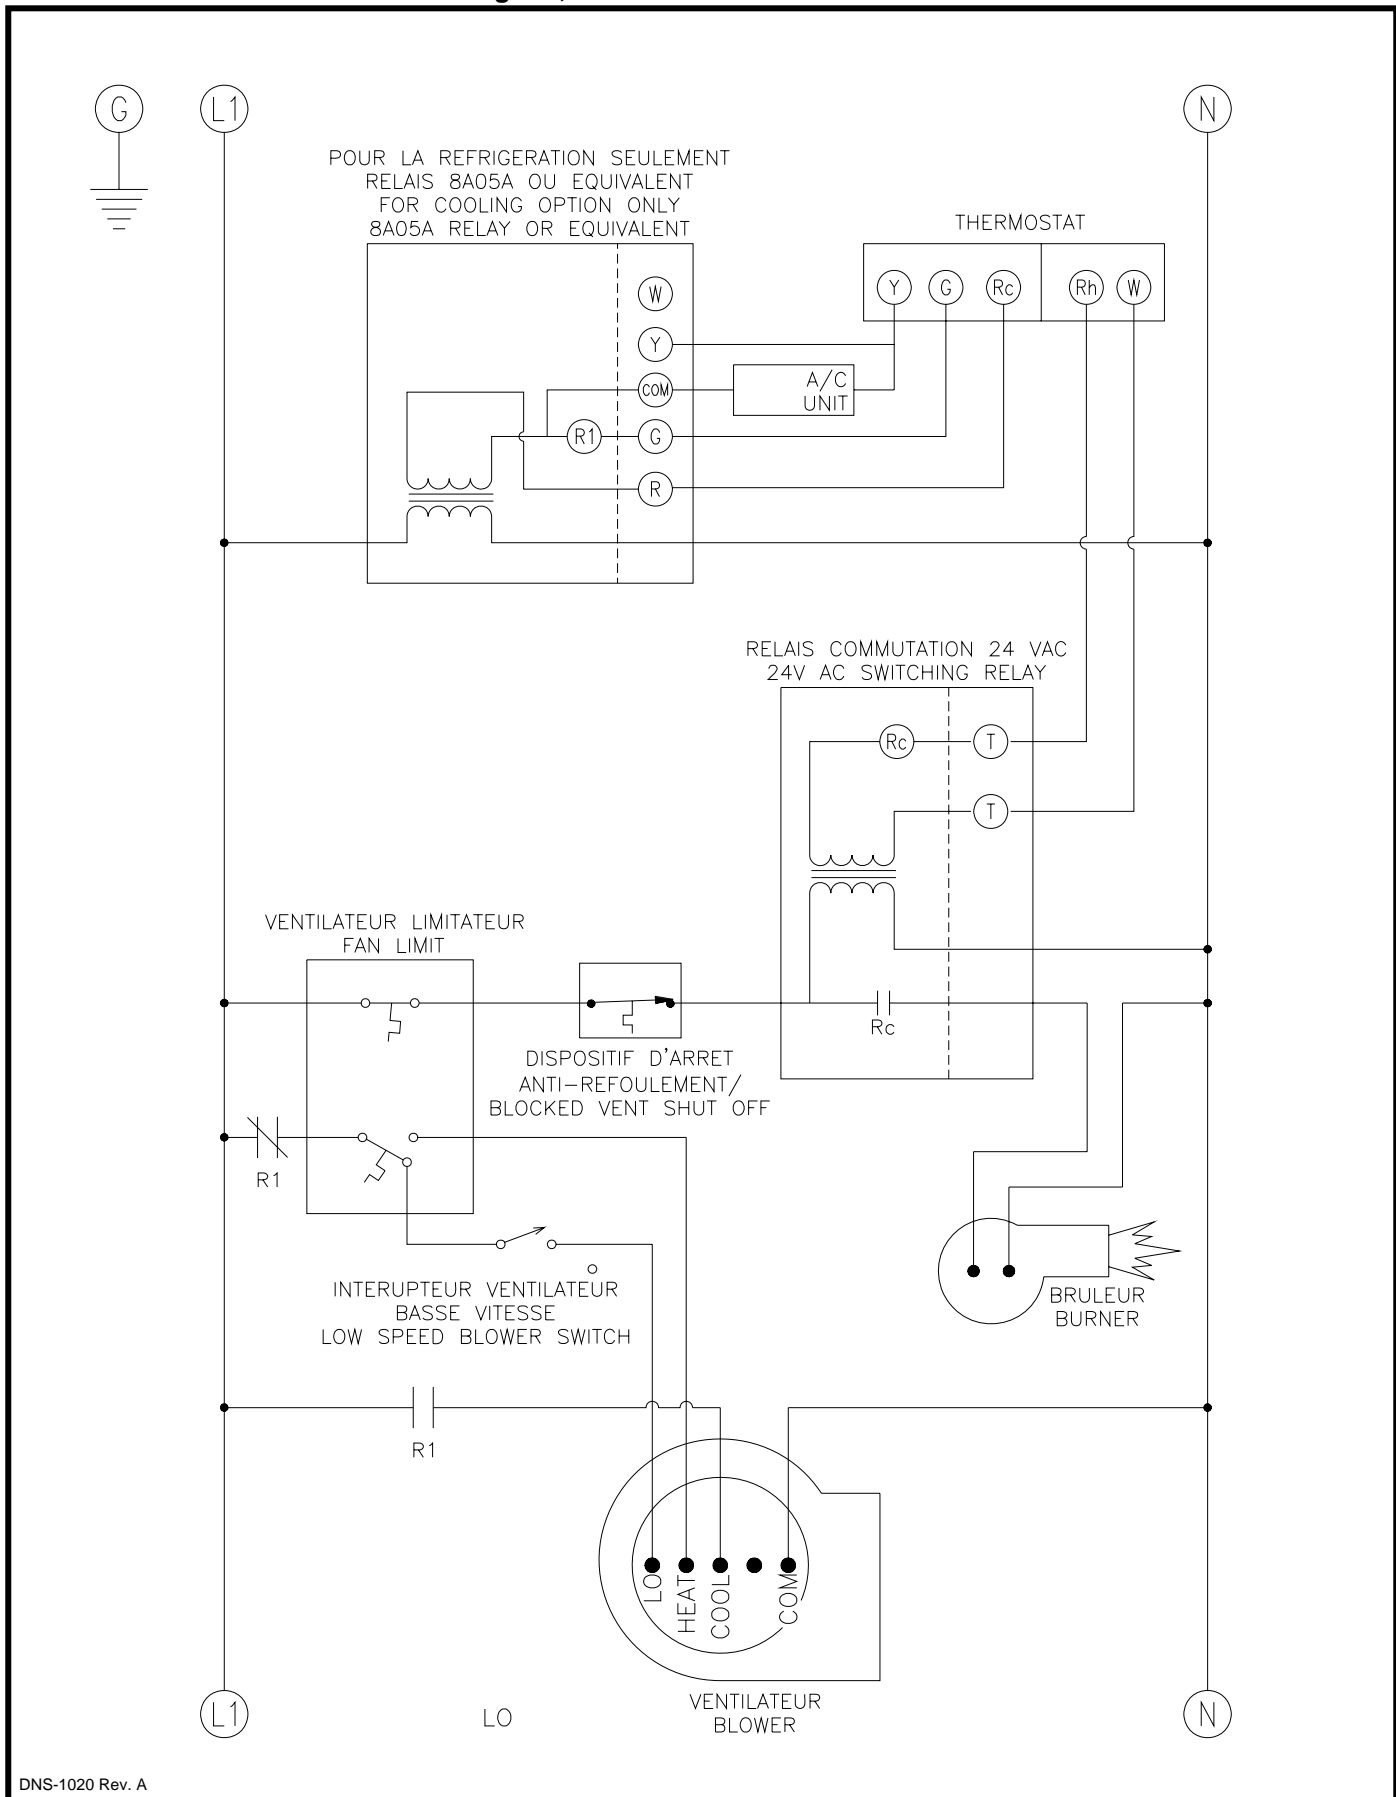 G
L1
N
POUR LA REFRIGERATION SEULEMENT
RELAIS 8A05A OU EQUIVALENT
FOR COOLING OPTION ONLY
8A05A RELAY OR EQUIVALENT
THERMOSTAT
Y
G
Rc
Rh
W
W
Y
COM
R1
G
R
A/C
UNIT
RELAIS COMMUTATION 24 VAC
24V AC SWITCHING RELAY
Rc
T
T
VENTILATEUR LIMITATEUR
FAN LIMIT
Rc
DISPOSITIF D'ARRET
ANTI-REFOULEMENT/
BLOCKED VENT SHUT OFF
R1
INTERUPTEUR VENTILATEUR
BASSE VITESSE
LOW SPEED BLOWER SWITCH
BRULEUR
BURNER
R1
LO
HEAT
COOL
COM
VENTILATEUR
BLOWER
L1
LO
N
DNS-1020 Rev. A